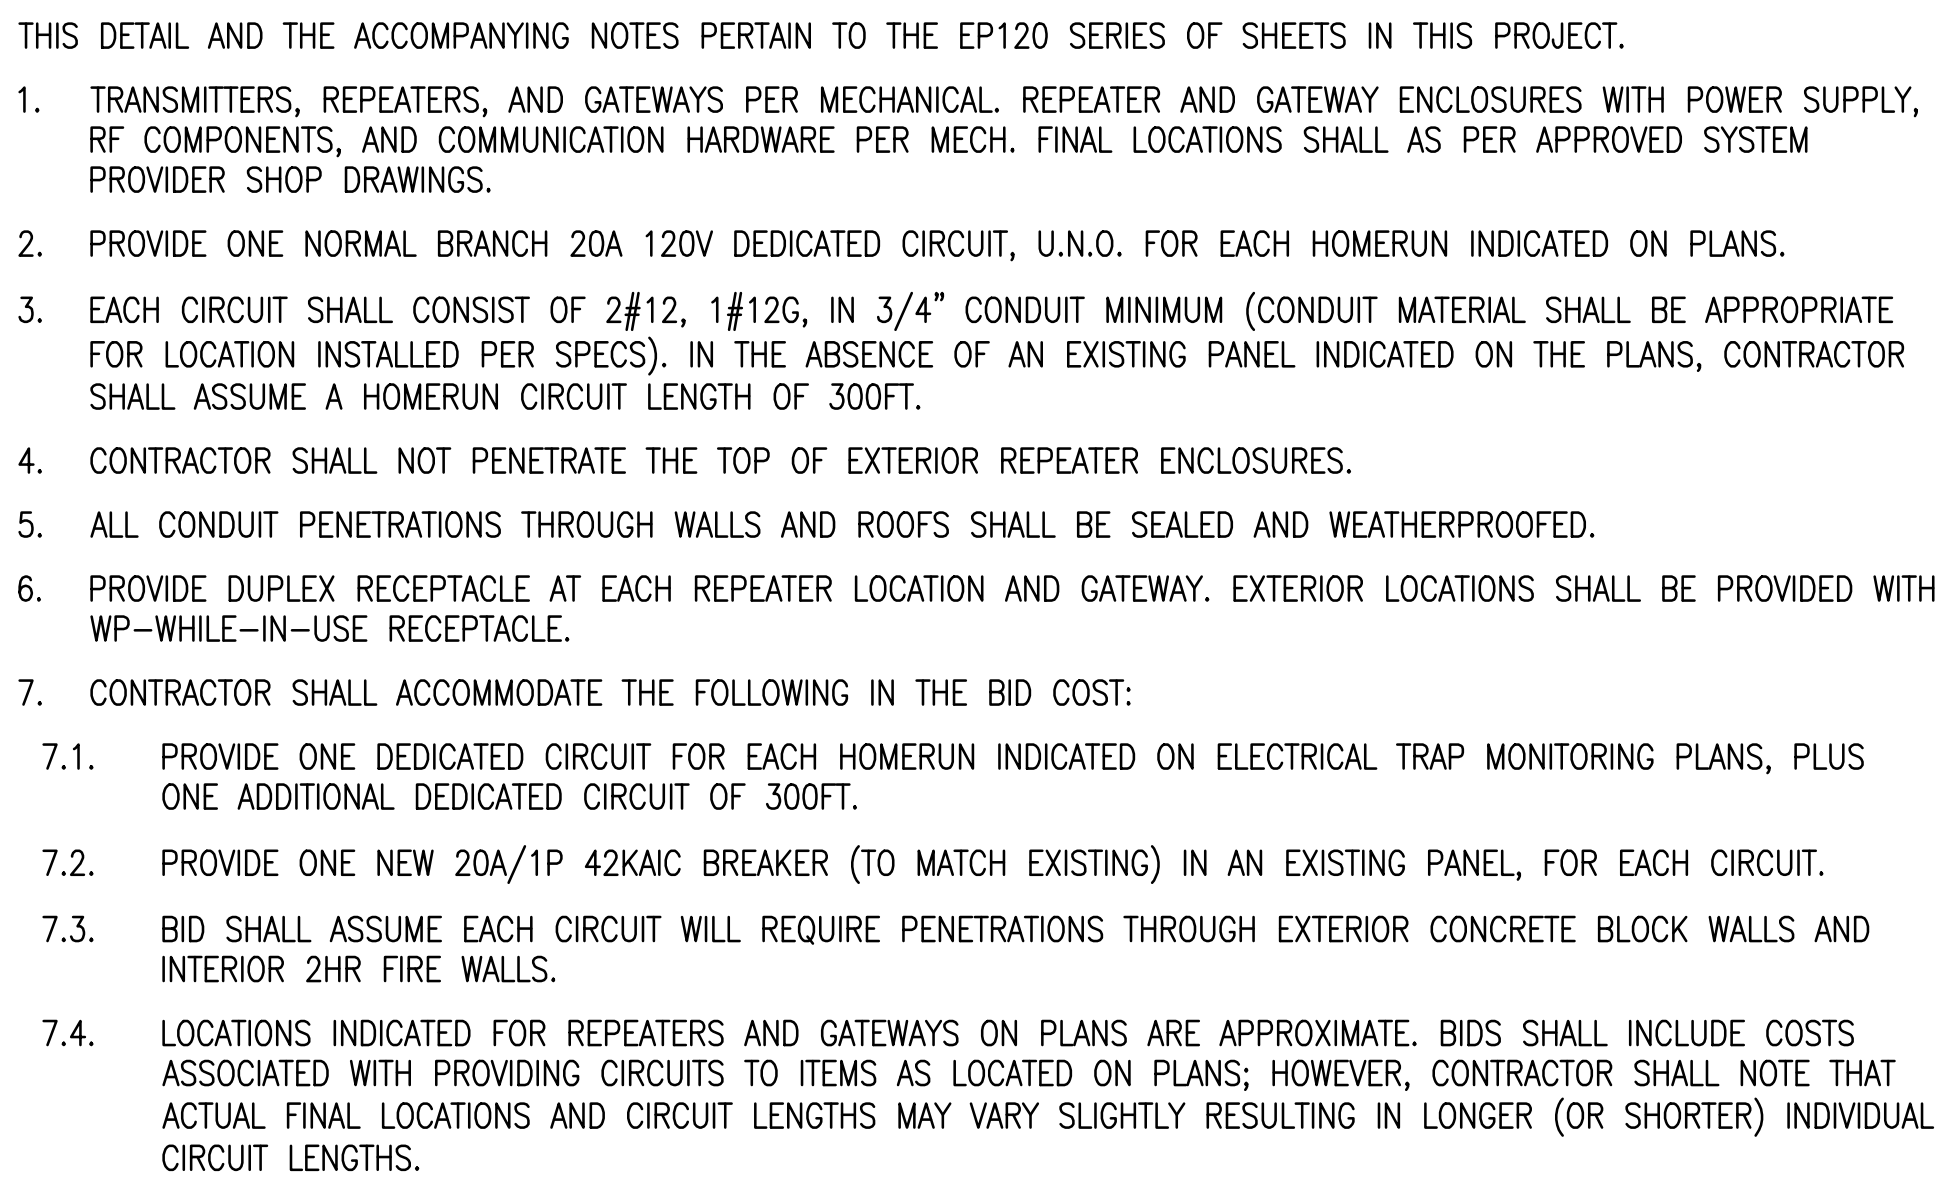 THIS DETAIL AND THE ACCOMPANYING NOTES PERTAIN TO THE EP120 SERIES OF SHEETS IN THIS PROJECT.
1. TRANSMITTERS, REPEATERS, AND GATEWAYS PER MECHANICAL. REPEATER AND GATEWAY ENCLOSURES WITH POWER SUPPLY,
RF COMPONENTS, AND COMMUNICATION HARDWARE PER MECH. FINAL LOCATIONS SHALL AS PER APPROVED SYSTEM
PROVIDER SHOP DRAWINGS.
2. PROVIDE ONE NORMAL BRANCH 20A 120V DEDICATED CIRCUIT, U.N.O. FOR EACH HOMERUN INDICATED ON PLANS.
3. EACH CIRCUIT SHALL CONSIST OF 2#12, 1#12G, IN 3/4" CONDUIT MINIMUM (CONDUIT MATERIAL SHALL BE APPROPRIATE
FOR LOCATION INSTALLED PER SPECS). IN THE ABSENCE OF AN EXISTING PANEL INDICATED ON THE PLANS, CONTRACTOR
SHALL ASSUME A HOMERUN CIRCUIT LENGTH OF 300FT.
4. CONTRACTOR SHALL NOT PENETRATE THE TOP OF EXTERIOR REPEATER ENCLOSURES.
5. ALL CONDUIT PENETRATIONS THROUGH WALLS AND ROOFS SHALL BE SEALED AND WEATHERPROOFED.
6. PROVIDE DUPLEX RECEPTACLE AT EACH REPEATER LOCATION AND GATEWAY. EXTERIOR LOCATIONS SHALL BE PROVIDED WITH
WP-WHILE-IN-USE RECEPTACLE.
7. CONTRACTOR SHALL ACCOMMODATE THE FOLLOWING IN THE BID COST:
7.1. PROVIDE ONE DEDICATED CIRCUIT FOR EACH HOMERUN INDICATED ON ELECTRICAL TRAP MONITORING PLANS, PLUS
ONE ADDITIONAL DEDICATED CIRCUIT OF 300FT.
7.2. PROVIDE ONE NEW 20A/1P 42KAIC BREAKER (TO MATCH EXISTING) IN AN EXISTING PANEL, FOR EACH CIRCUIT.
7.3. BID SHALL ASSUME EACH CIRCUIT WILL REQUIRE PENETRATIONS THROUGH EXTERIOR CONCRETE BLOCK WALLS AND
INTERIOR 2HR FIRE WALLS.
7.4. LOCATIONS INDICATED FOR REPEATERS AND GATEWAYS ON PLANS ARE APPROXIMATE. BIDS SHALL INCLUDE COSTS
ASSOCIATED WITH PROVIDING CIRCUITS TO ITEMS AS LOCATED ON PLANS; HOWEVER, CONTRACTOR SHALL NOTE THAT
ACTUAL FINAL LOCATIONS AND CIRCUIT LENGTHS MAY VARY SLIGHTLY RESULTING IN LONGER (OR SHORTER) INDIVIDUAL
CIRCUIT LENGTHS.